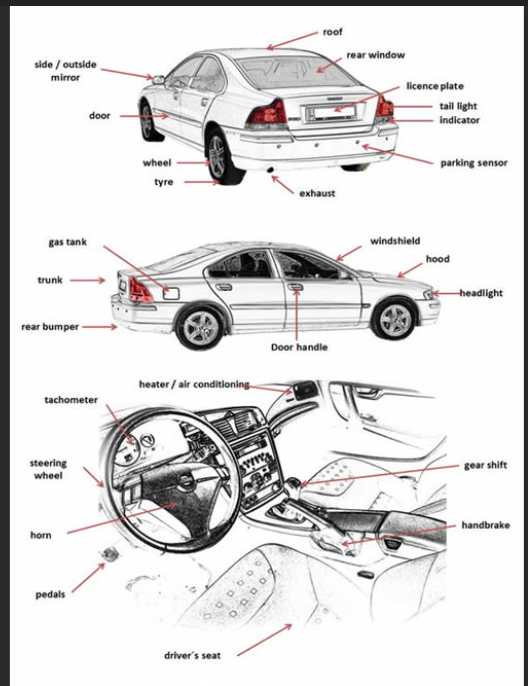 roof
rear window
side / outside
mirror
licence plate
tail light
door
indicator
wheel
parking sensor
tyre
exhaust
gas tank
windshield
hood
trunk
headlight
rear bumper
Door handle
heater / air conditioning
tachometer
steering
wheel
gear shift
horn
handbrake
pedals
driver´s seat